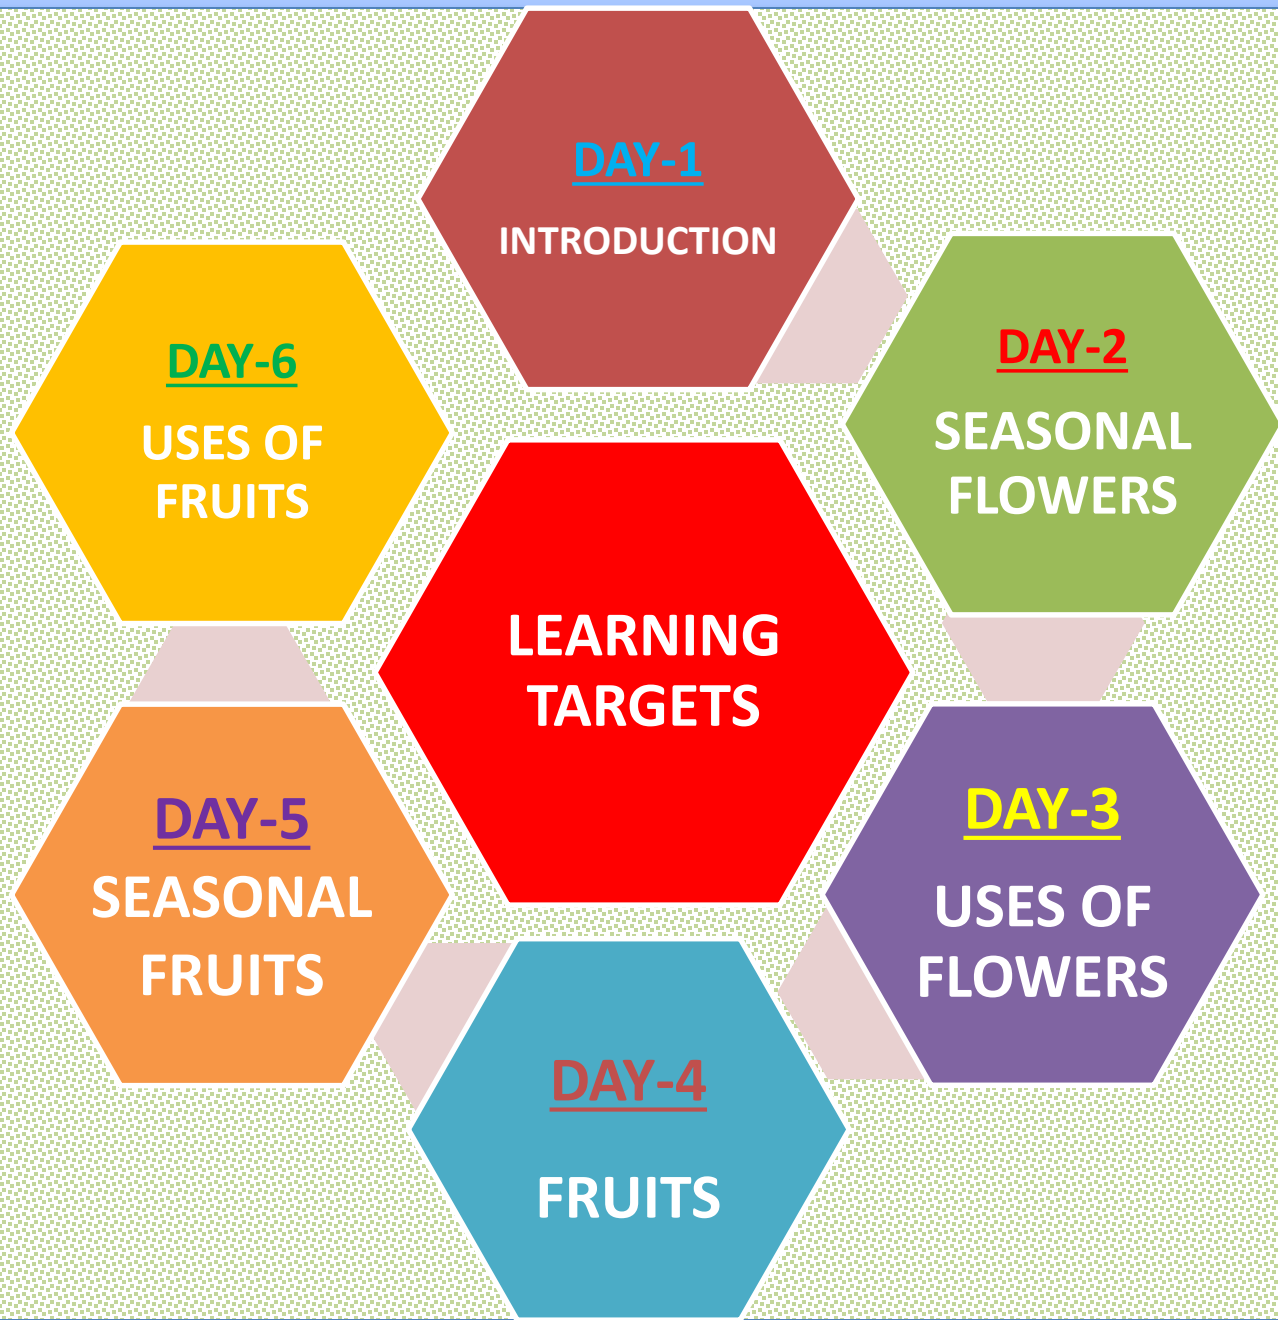 DAY-1
INTRODUCTION
DAY-2
SEASONAL
FLOWERS
DAY-3
USES OF
FLOWERS
DAY-4
FRUITS
DAY-5
SEASONAL
FRUITS
DAY-6
USES OF
FRUITS
LEARNING
TARGETS